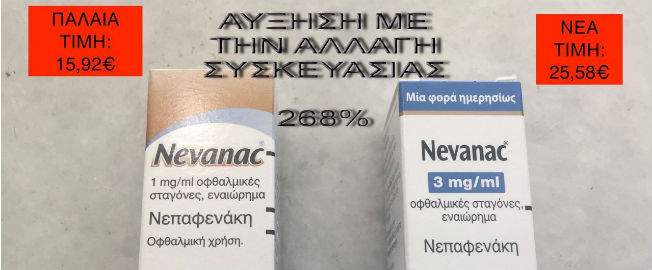 ΠΑΛΑΙΑ
ΤΙΜΗ:
15,92€
ΑΥΞΗΣΗ ΜΕ
ΤΗΝ ΑΛΛΑΓΗ
ΣΥΣΚΕΥΑΣΙΑΣ
268%
ΝΕΑ
ΤΙΜΗ:
25,58€
Nevanac®
1 mg/ml οφθαλμικές
σταγόνες, εναιώρημα
Νεπαφενάκη
Οφθαλμική χρήση.
Μία φορά ημερησίως
Nevanac®
3 mg/ml
οφθαλμικές σταγόνες,
εναιώρημα
Νεπαφενάκη